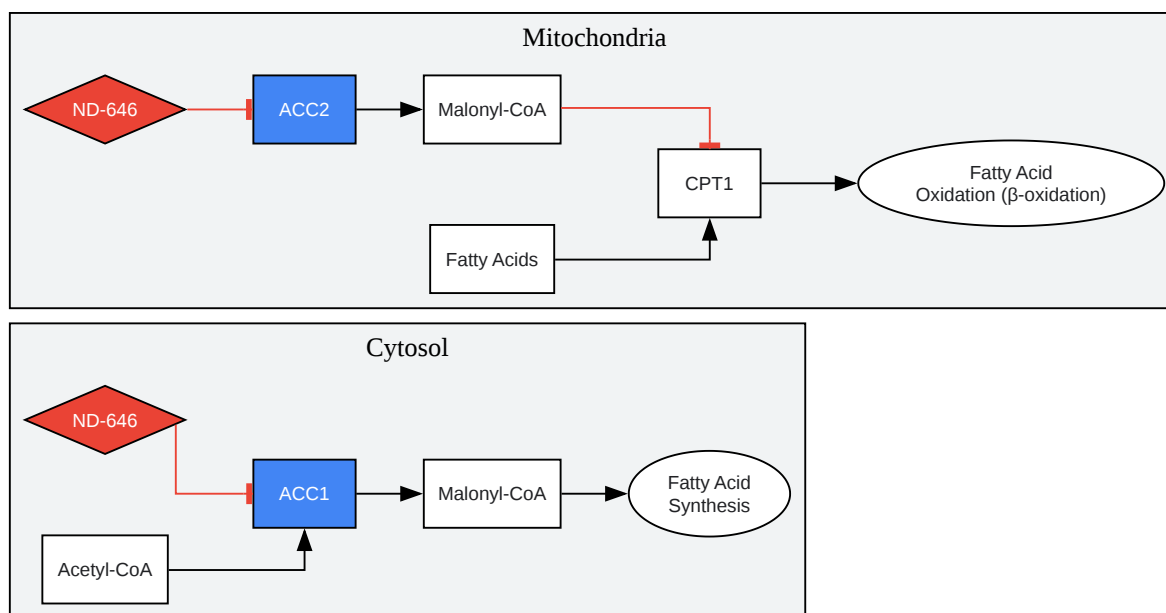 Mitochondria
ND-646
ACC2
Malonyl-CoA
CPT1
Fatty Acid
Oxidation (β-oxidation)
Fatty Acids
Cytosol
ND-646
ACC1
Malonyl-CoA
Fatty Acid
Synthesis
Acetyl-CoA